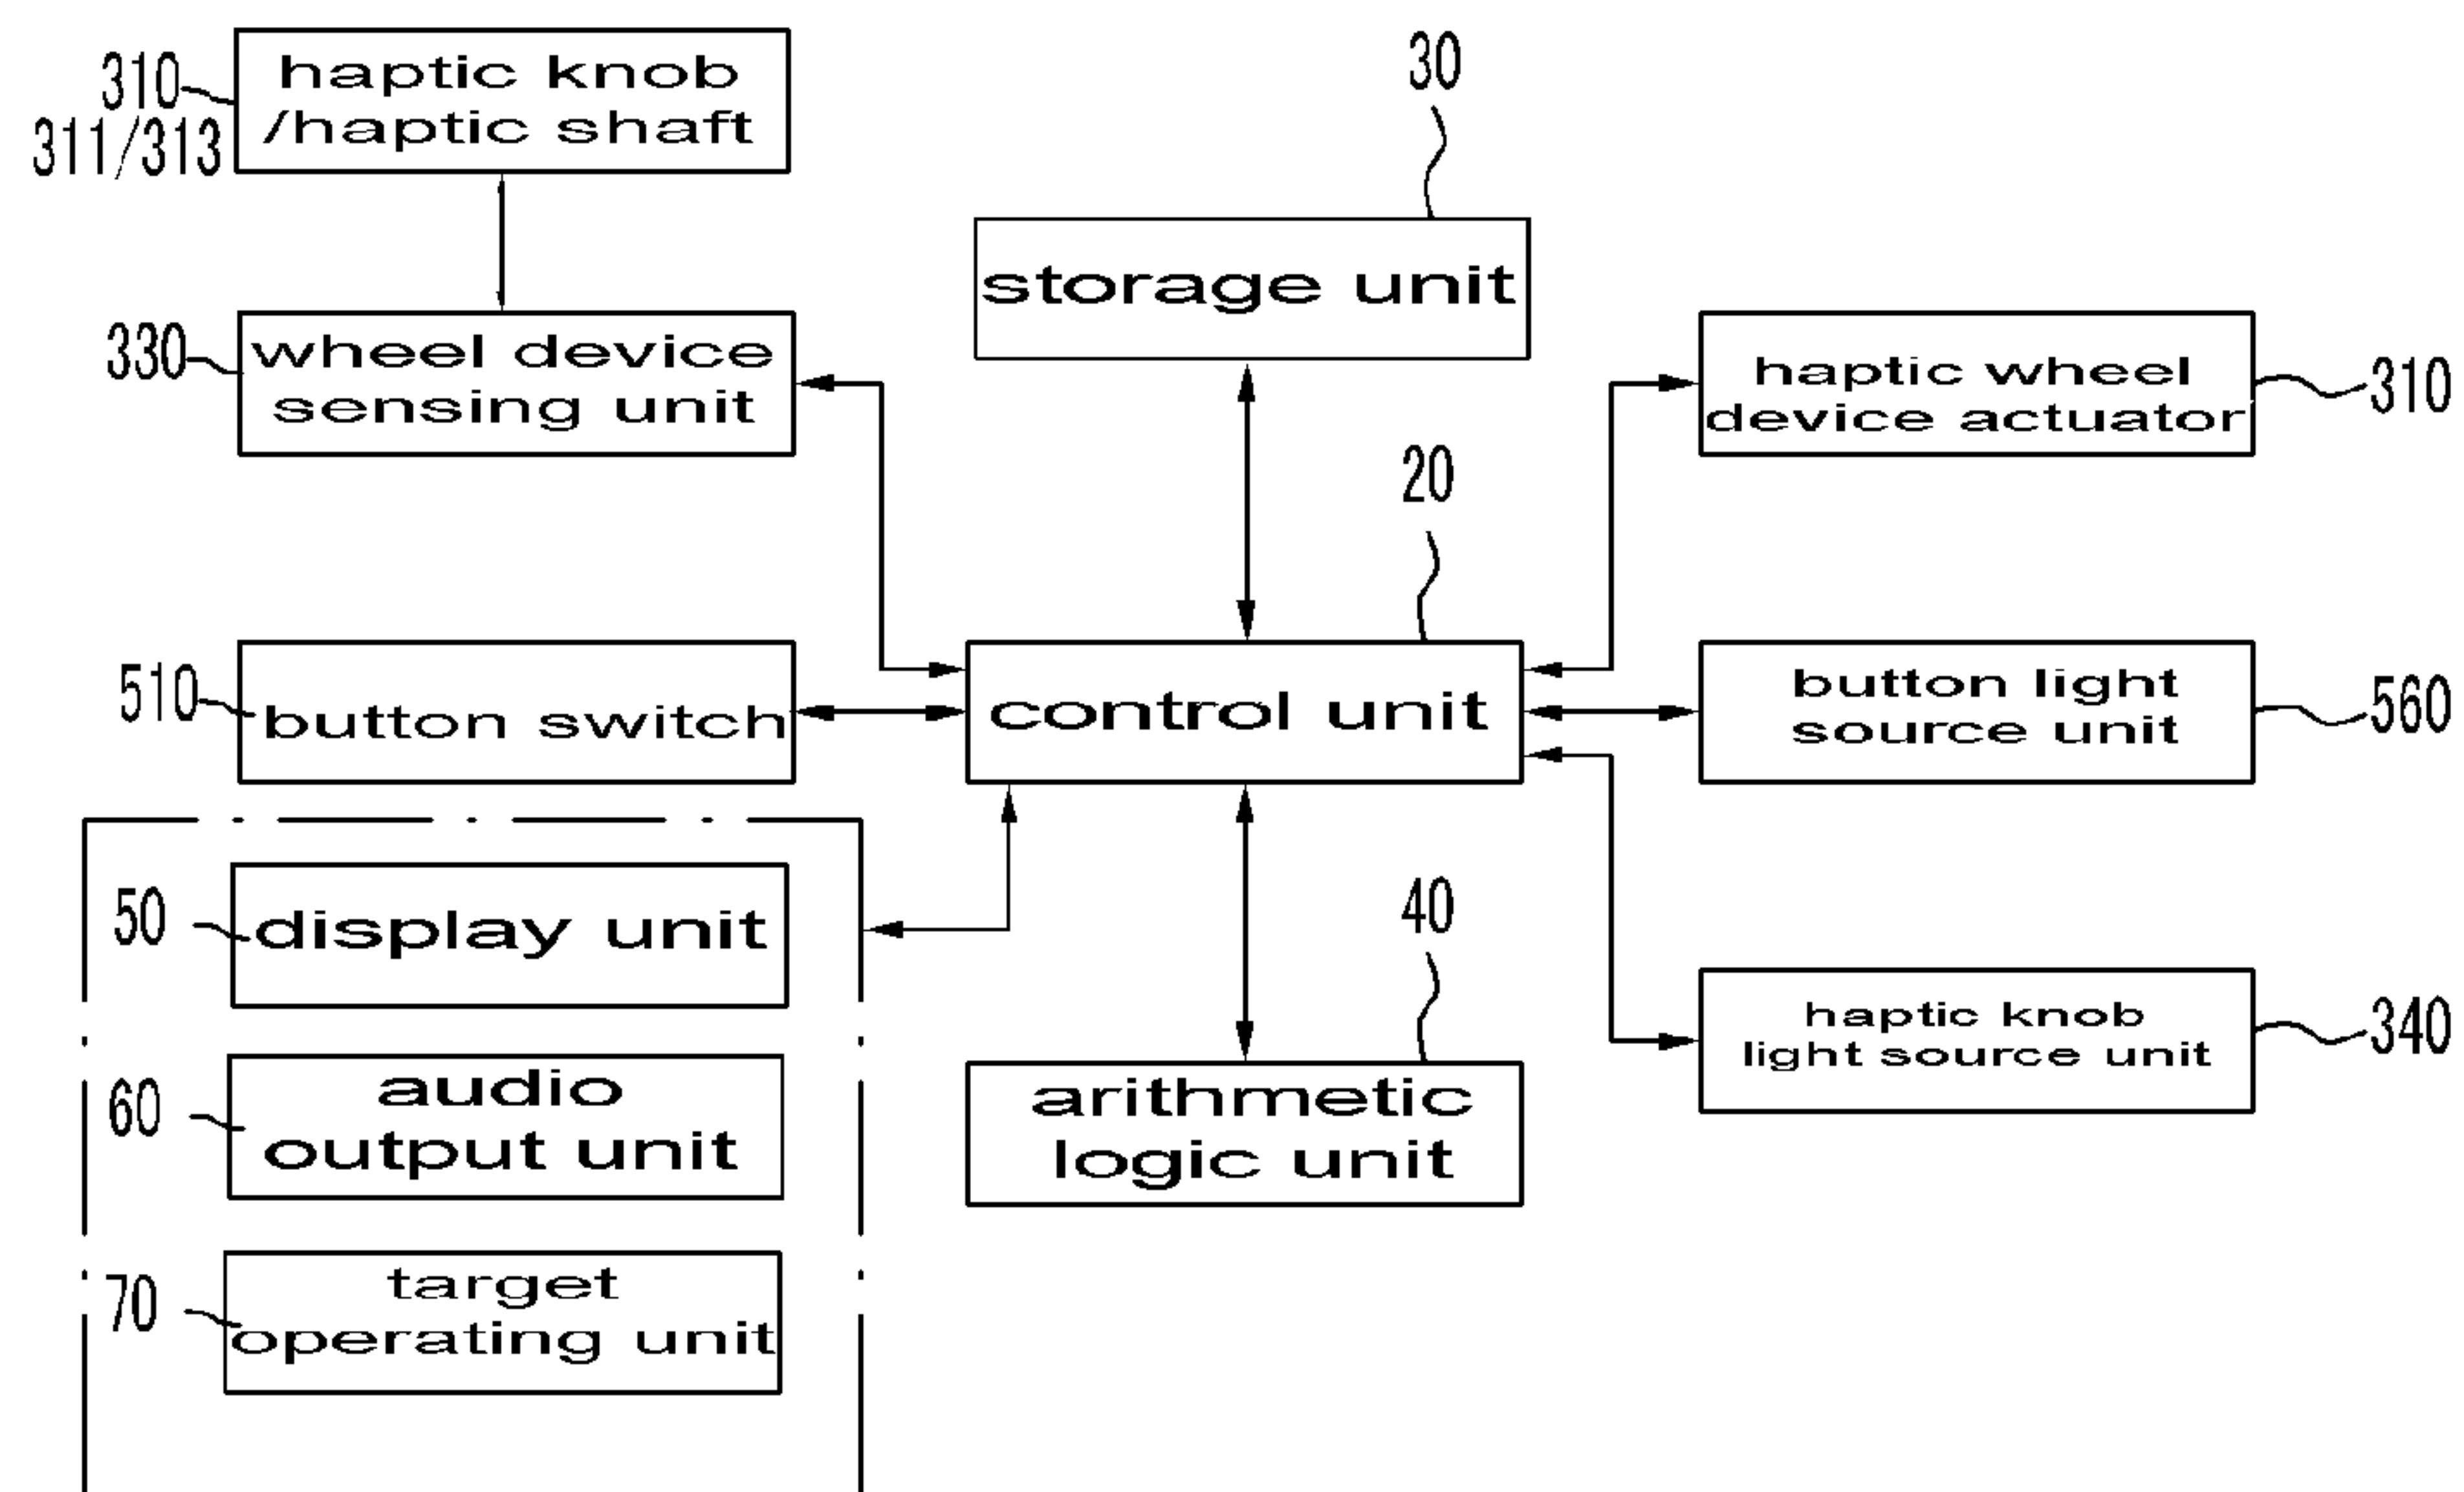 310
311/313
haptic knob
/haptic shaft
30
storage unit
330
wheel device
sensing unit
haptic wheel
device actuator
310
20
510
button switch
control unit
button light
source unit
560
50
display unit
40
haptic knob
light source unit
340
60
audio
output unit
arithmetic
logic unit
70
target
operating unit